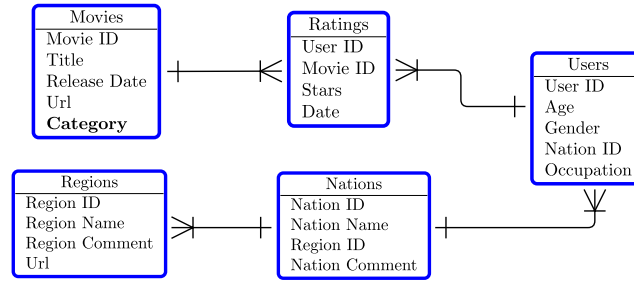 Movies
Movie ID
Title
Release Date
Url
Category
Ratings
User ID
Movie ID
Stars
Date
Users
User ID
Age
Gender
Nation ID
Occupation
Regions
Region ID
Region Name
Region Comment
Url
Nations
Nation ID
Nation Name
Region ID
Nation Comment